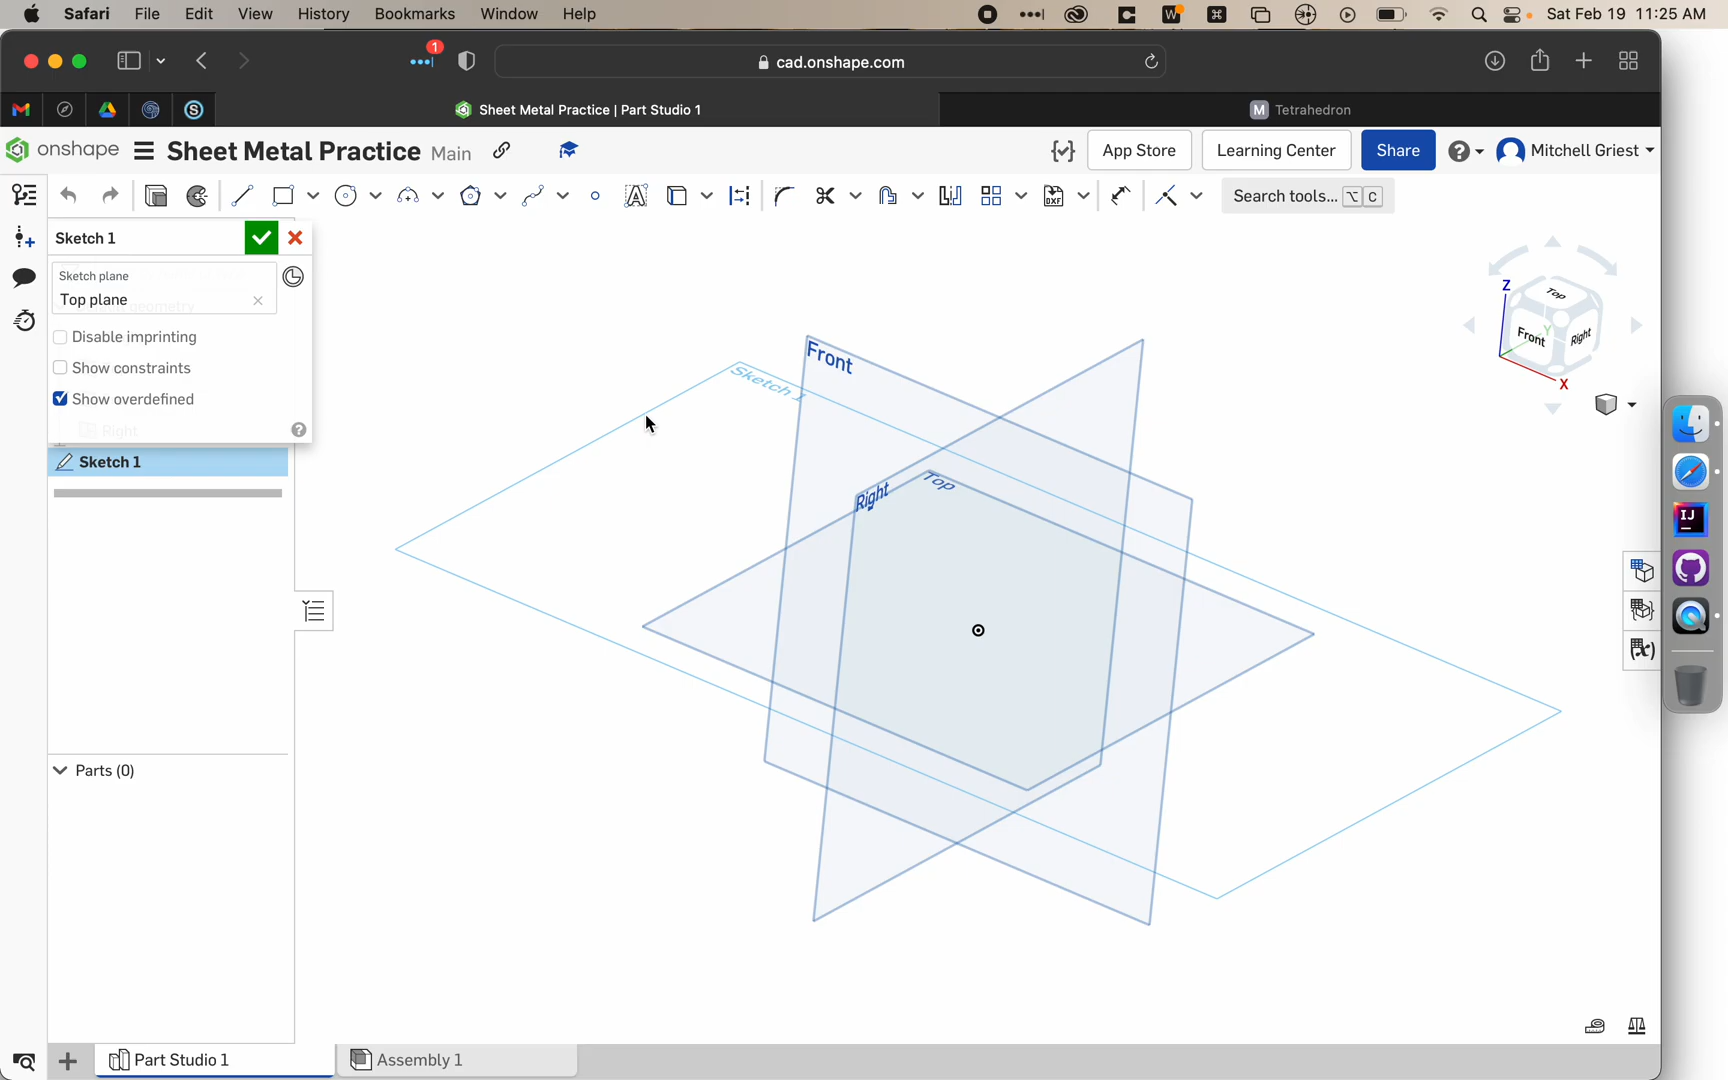 Safari File Edit View History Bookmarks Window Help Sat Feb 19 11:25 AM
1
cad.onshape.com
Sheet Metal Practice | Part Studio 1
M Tetrahedron
onshape Sheet Metal Practice Main App Store Learning Center Share Mitchell Griest
Search tools... ⌥ C
Sketch 1
Sketch plane
Top plane
Disable imprinting
Show constraints
Show overdefined
Right
Sketch 1
Parts (0)
Front
Sketch 1
Right
Top
Z
Top
Front
Y
Right
X
Part Studio 1
Assembly 1